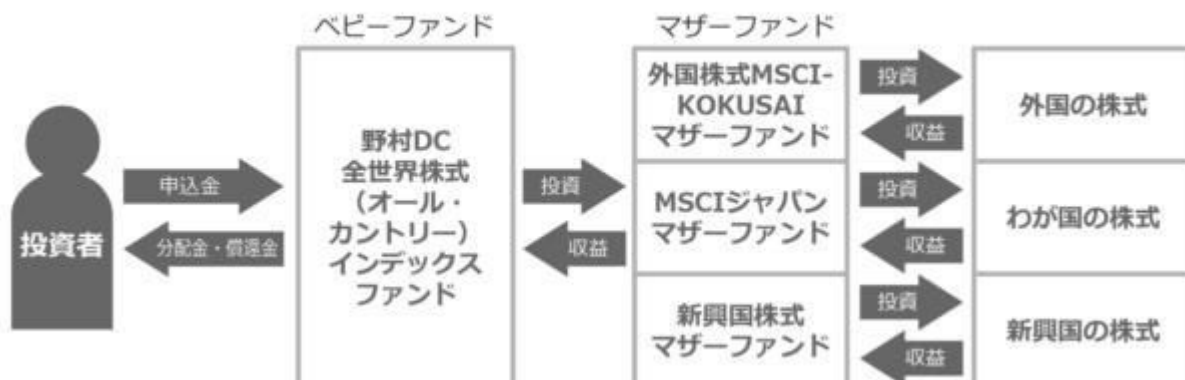 ベビーファンド
マザーファンド
投資者
申込金
分配金・償還金
野村DC
全世界株式
(オール・
カントリー)
インデックス
ファンド
投資
収益
外国株式MSCI-
KOKUSAI
マザーファンド
投資
収益
外国の株式
MSCIジャパン
マザーファンド
投資
収益
わが国の株式
新興国株式
マザーファンド
投資
収益
新興国の株式